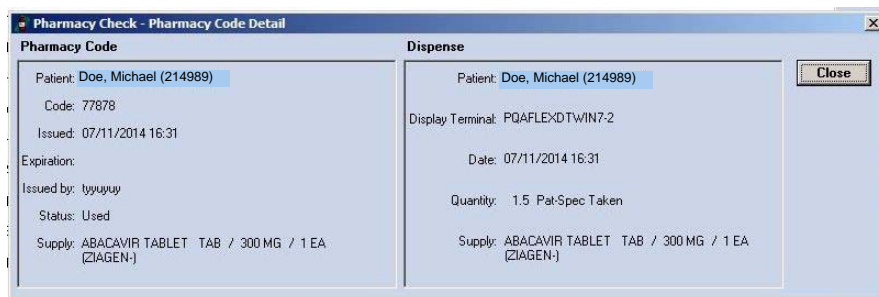 Pharmacy Check - Pharmacy Code Detail
Pharmacy Code
Patient: Doe, Michael (214989)
Code: 77878
Issued: 07/11/2014 16:31
Expiration:
Issued by: tyyuyuy
Status: Used
Supply: ABACAVIR TABLET TAB / 300 MG / 1 EA
(ZIAGEN-)
Dispense
Patient: Doe, Michael (214989)
Display Terminal: PQAFLEXDTWIN7-2
Date: 07/11/2014 16:31
Quantity: 1.5 Pat-Spec Taken
Supply: ABACAVIR TABLET TAB / 300 MG / 1 EA
(ZIAGEN-)
Close